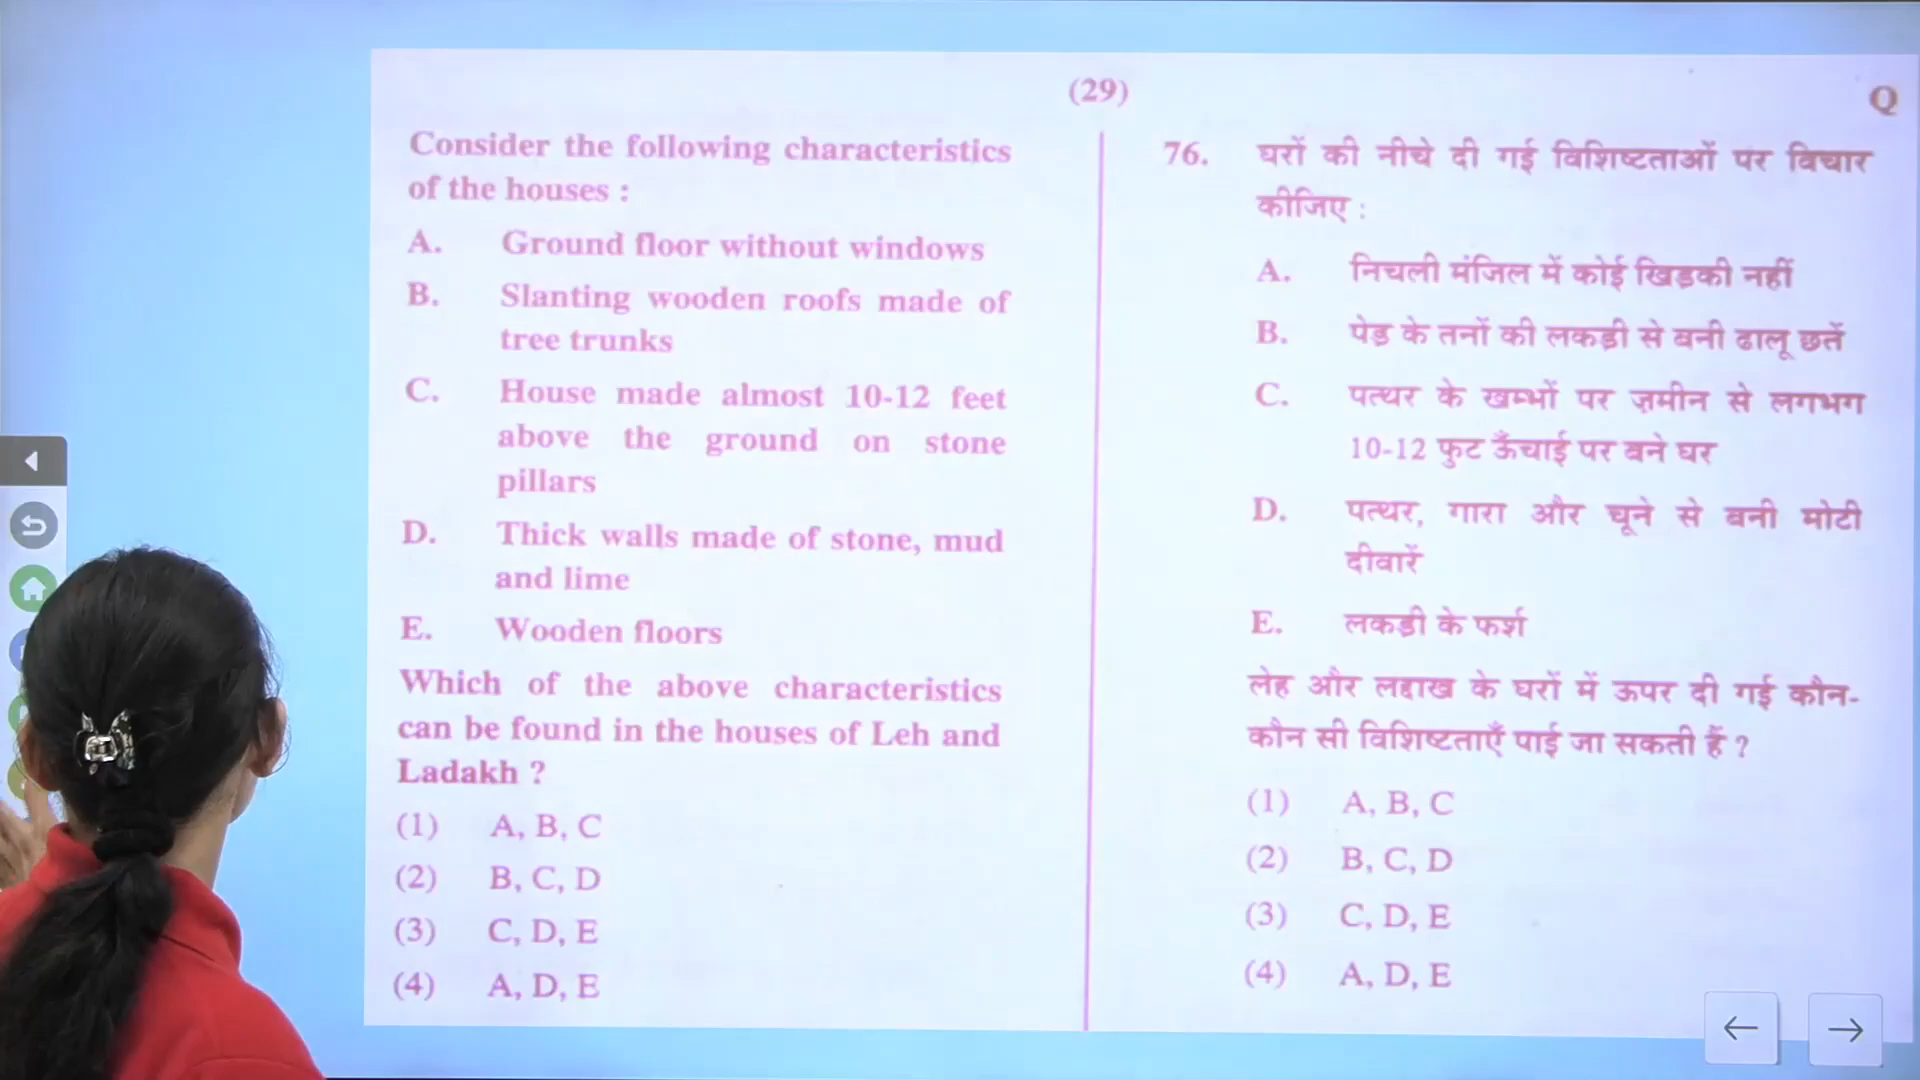 (29)
Q
Consider the following characteristics
of the houses :
A. Ground floor without windows
B. Slanting wooden roofs made of
tree trunks
C. House made almost 10-12 feet
above the ground on stone
pillars
D. Thick walls made of stone, mud
and lime
E. Wooden floors
Which of the above characteristics
can be found in the houses of Leh and
Ladakh ?
(1) A, B, C
(2) B, C, D
(3) C, D, E
(4) A, D, E
76. घरों की नीचे दी गई विशिष्टताओं पर विचार
कीजिए :
A. निचली मंजिल में कोई खिड़की नहीं
B. पेड़ के तनों की लकड़ी से बनी ढालू छतें
C. पत्थर के खम्भों पर ज़मीन से लगभग
10-12 फुट ऊँचाई पर बने घर
D. पत्थर, गारा और चूने से बनी मोटी
दीवारें
E. लकड़ी के फर्श
लेह और लद्दाख के घरों में ऊपर दी गई कौन-
कौन सी विशिष्टताएँ पाई जा सकती हैं ?
(1) A, B, C
(2) B, C, D
(3) C, D, E
(4) A, D, E